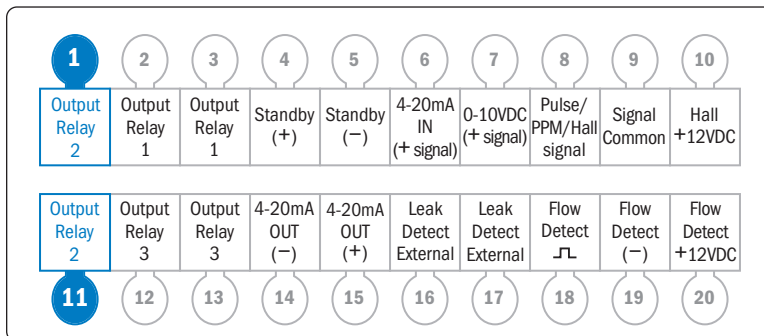 1 2 3 4 5 6 7 8 9 10
Output Relay 2
Output Relay 1
Output Relay 1
Standby (+)
Standby (−)
4-20mA IN (+ signal)
0-10VDC (+ signal)
Pulse/ PPM/Hall signal
Signal Common
Hall +12VDC
Output Relay 2
Output Relay 3
Output Relay 3
4-20mA OUT (−)
4-20mA OUT (+)
Leak Detect External
Leak Detect External
Flow Detect
Flow Detect (−)
Flow Detect +12VDC
11 12 13 14 15 16 17 18 19 20